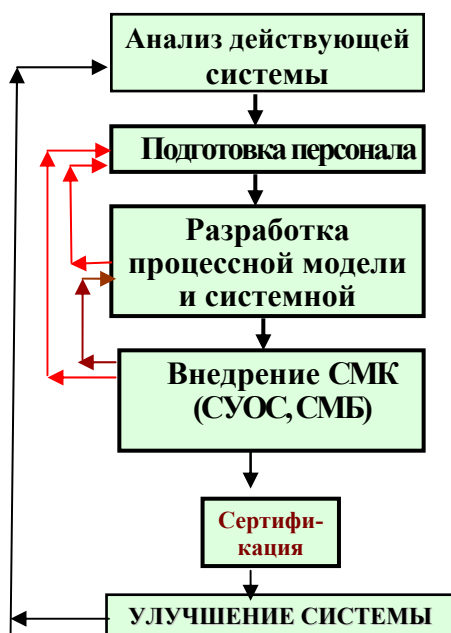 Анализ действующей
системы
Подготовка персонала
Разработка
процессной модели
и системной
Внедрение СМК
(СУОС, СМБ)
Сертифи-
кация
УЛУЧШЕНИЕ СИСТЕМЫ